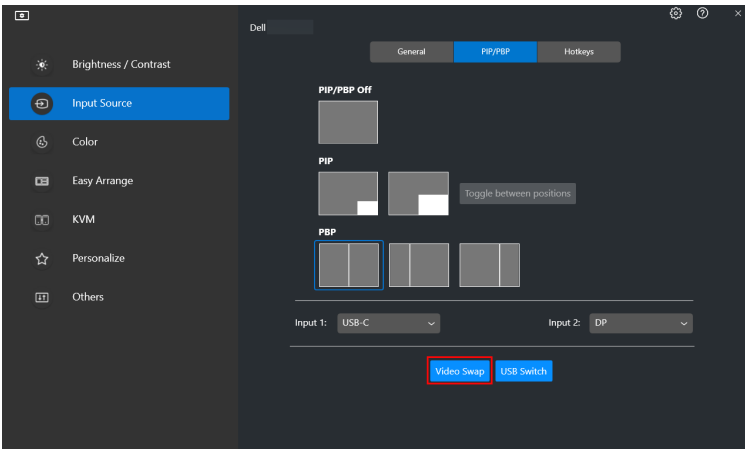 Dell
General PIP/PBP Hotkeys
Brightness / Contrast
Input Source
Color
Easy Arrange
KVM
Personalize
Others
PIP/PBP Off
PIP
Toggle between positions
PBP
Input 1: USB-C Input 2: DP
Video Swap USB Switch